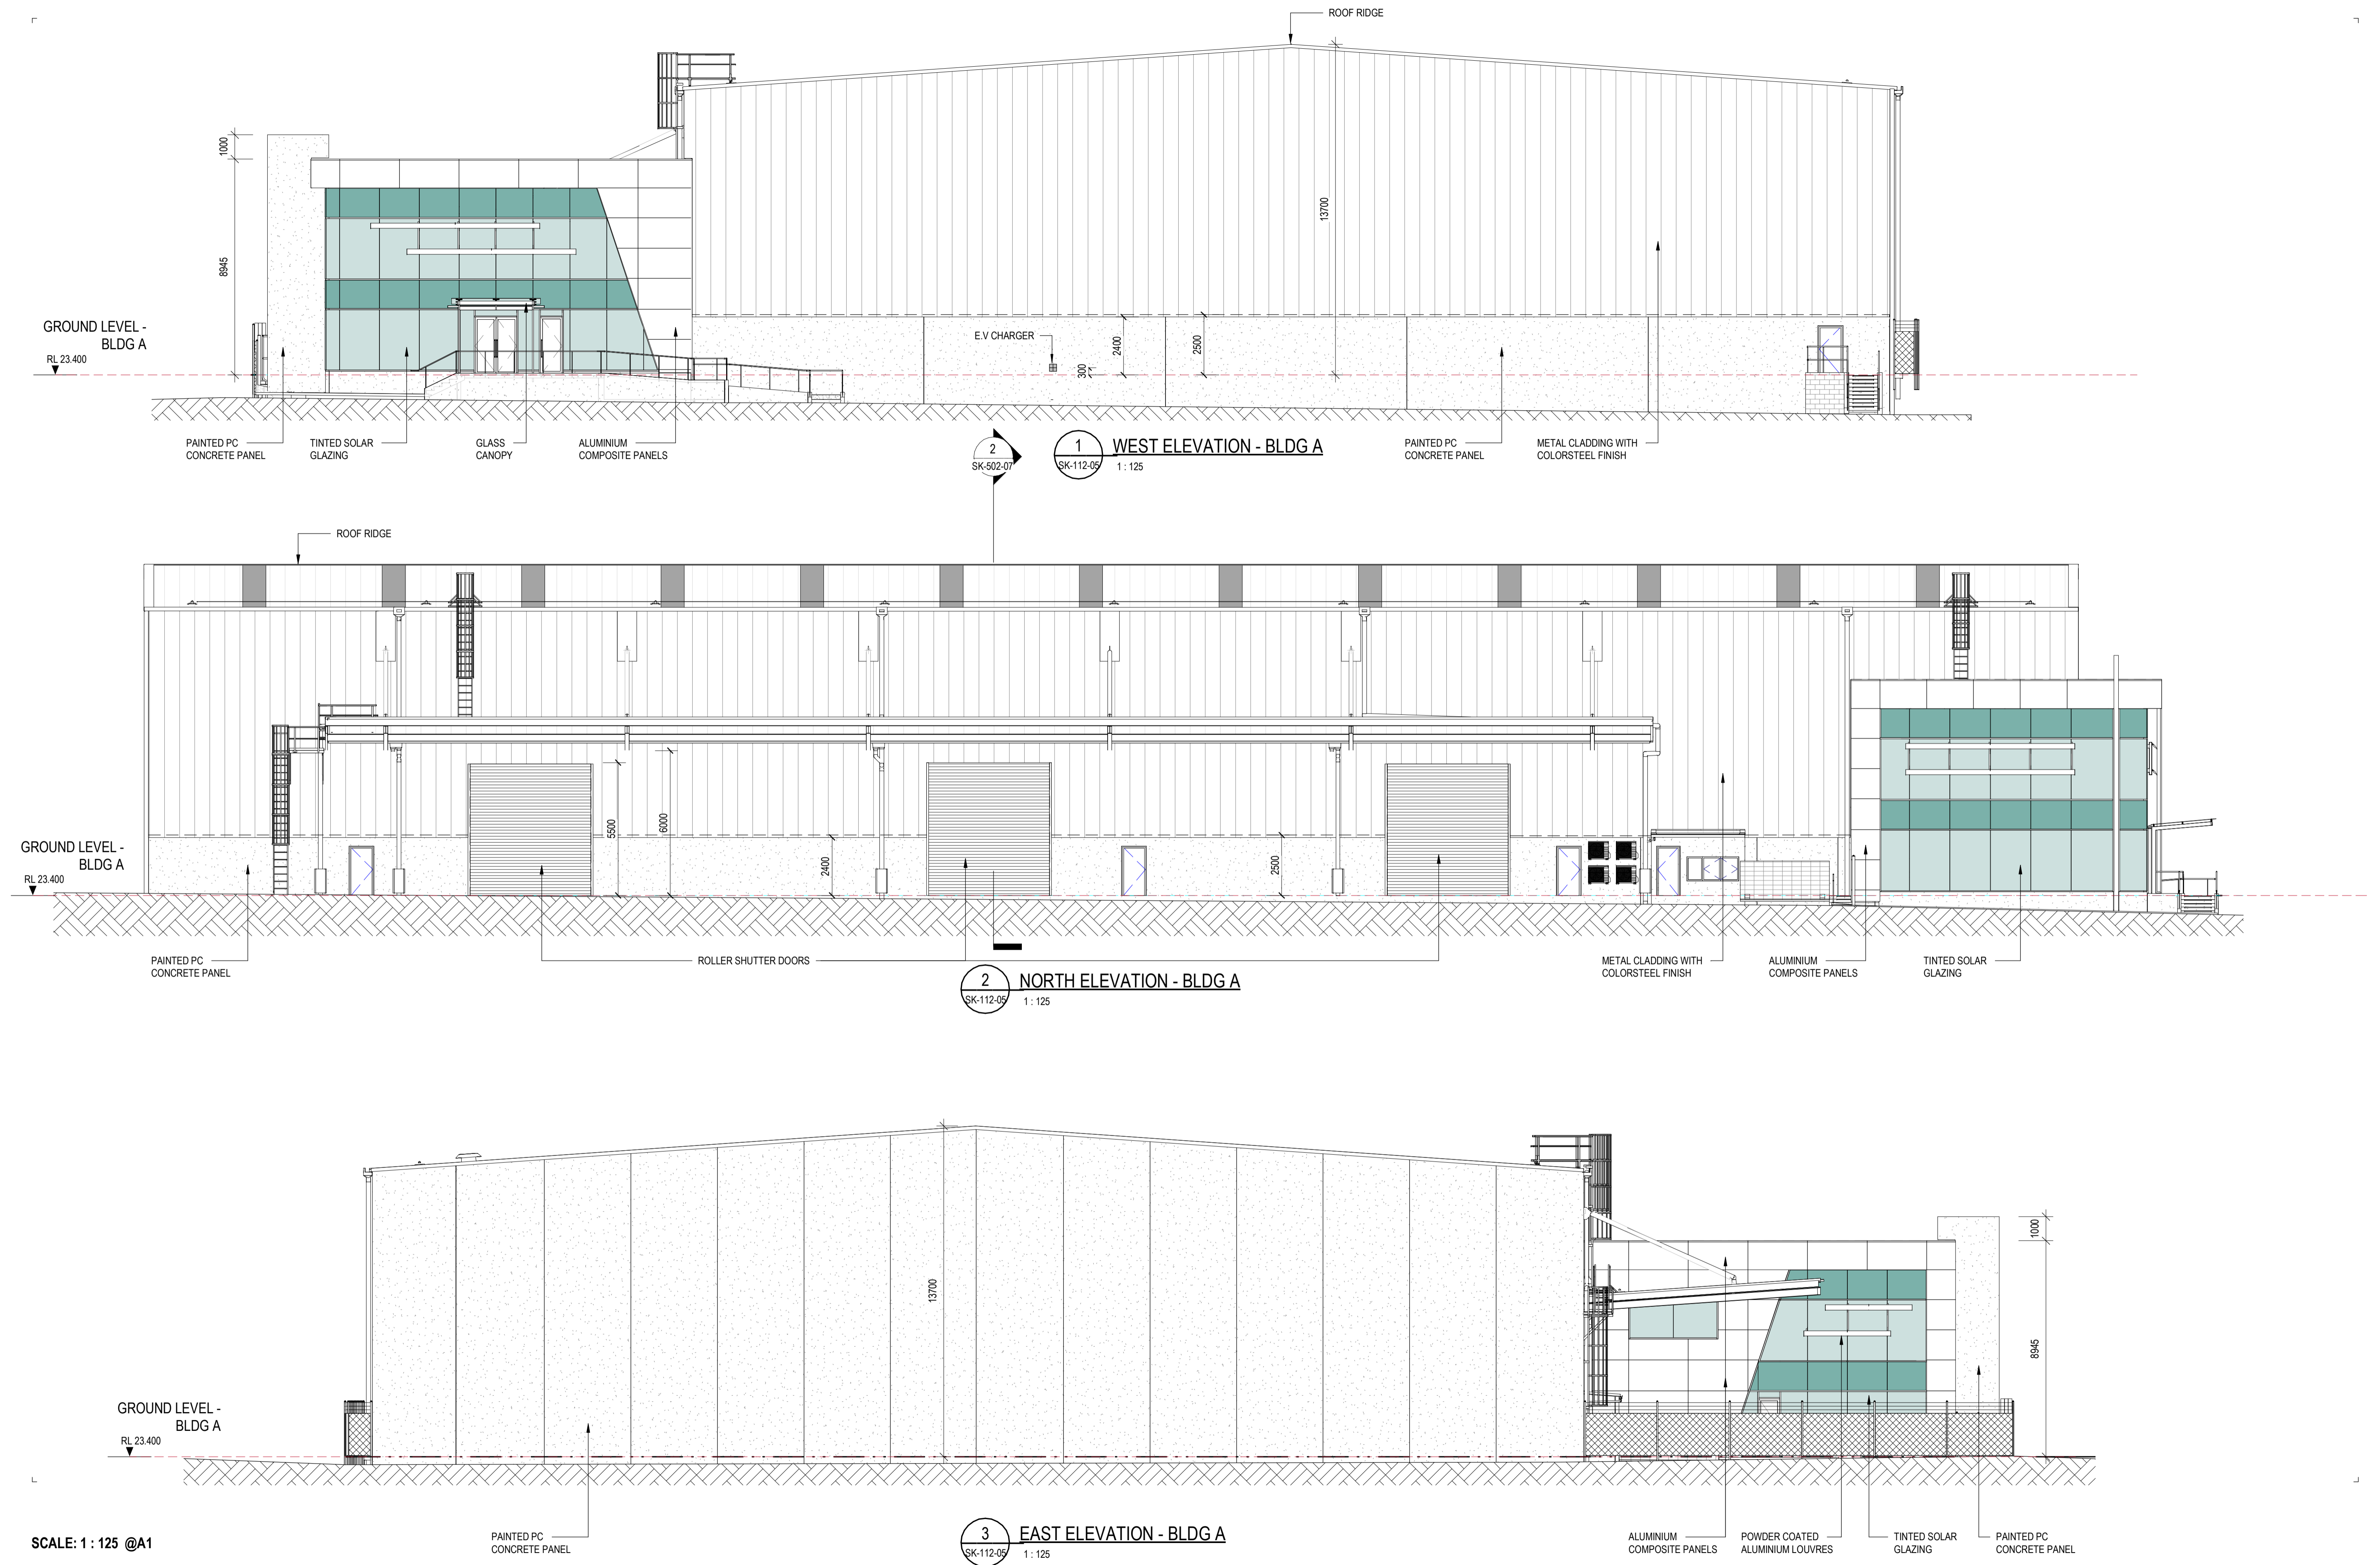 ROOF RIDGE
1000
8945
13700
GROUND LEVEL -
BLDG A
RL 23.400
E.V CHARGER
300
2400
2500
PAINTED PC
CONCRETE PANEL
TINTED SOLAR
GLAZING
GLASS
CANOPY
ALUMINIUM
COMPOSITE PANELS
2
SK-502-07
1
SK-112-05
WEST ELEVATION - BLDG A
1 : 125
PAINTED PC
CONCRETE PANEL
METAL CLADDING WITH
COLORSTEEL FINISH
ROOF RIDGE
GROUND LEVEL -
BLDG A
RL 23.400
5500
6000
2400
2500
PAINTED PC
CONCRETE PANEL
ROLLER SHUTTER DOORS
2
SK-112-05
NORTH ELEVATION - BLDG A
1 : 125
METAL CLADDING WITH
COLORSTEEL FINISH
ALUMINIUM
COMPOSITE PANELS
TINTED SOLAR
GLAZING
13700
1000
8945
GROUND LEVEL -
BLDG A
RL 23.400
SCALE: 1 : 125 @A1
PAINTED PC
CONCRETE PANEL
3
SK-112-05
EAST ELEVATION - BLDG A
1 : 125
ALUMINIUM
COMPOSITE PANELS
POWDER COATED
ALUMINIUM LOUVRES
TINTED SOLAR
GLAZING
PAINTED PC
CONCRETE PANEL